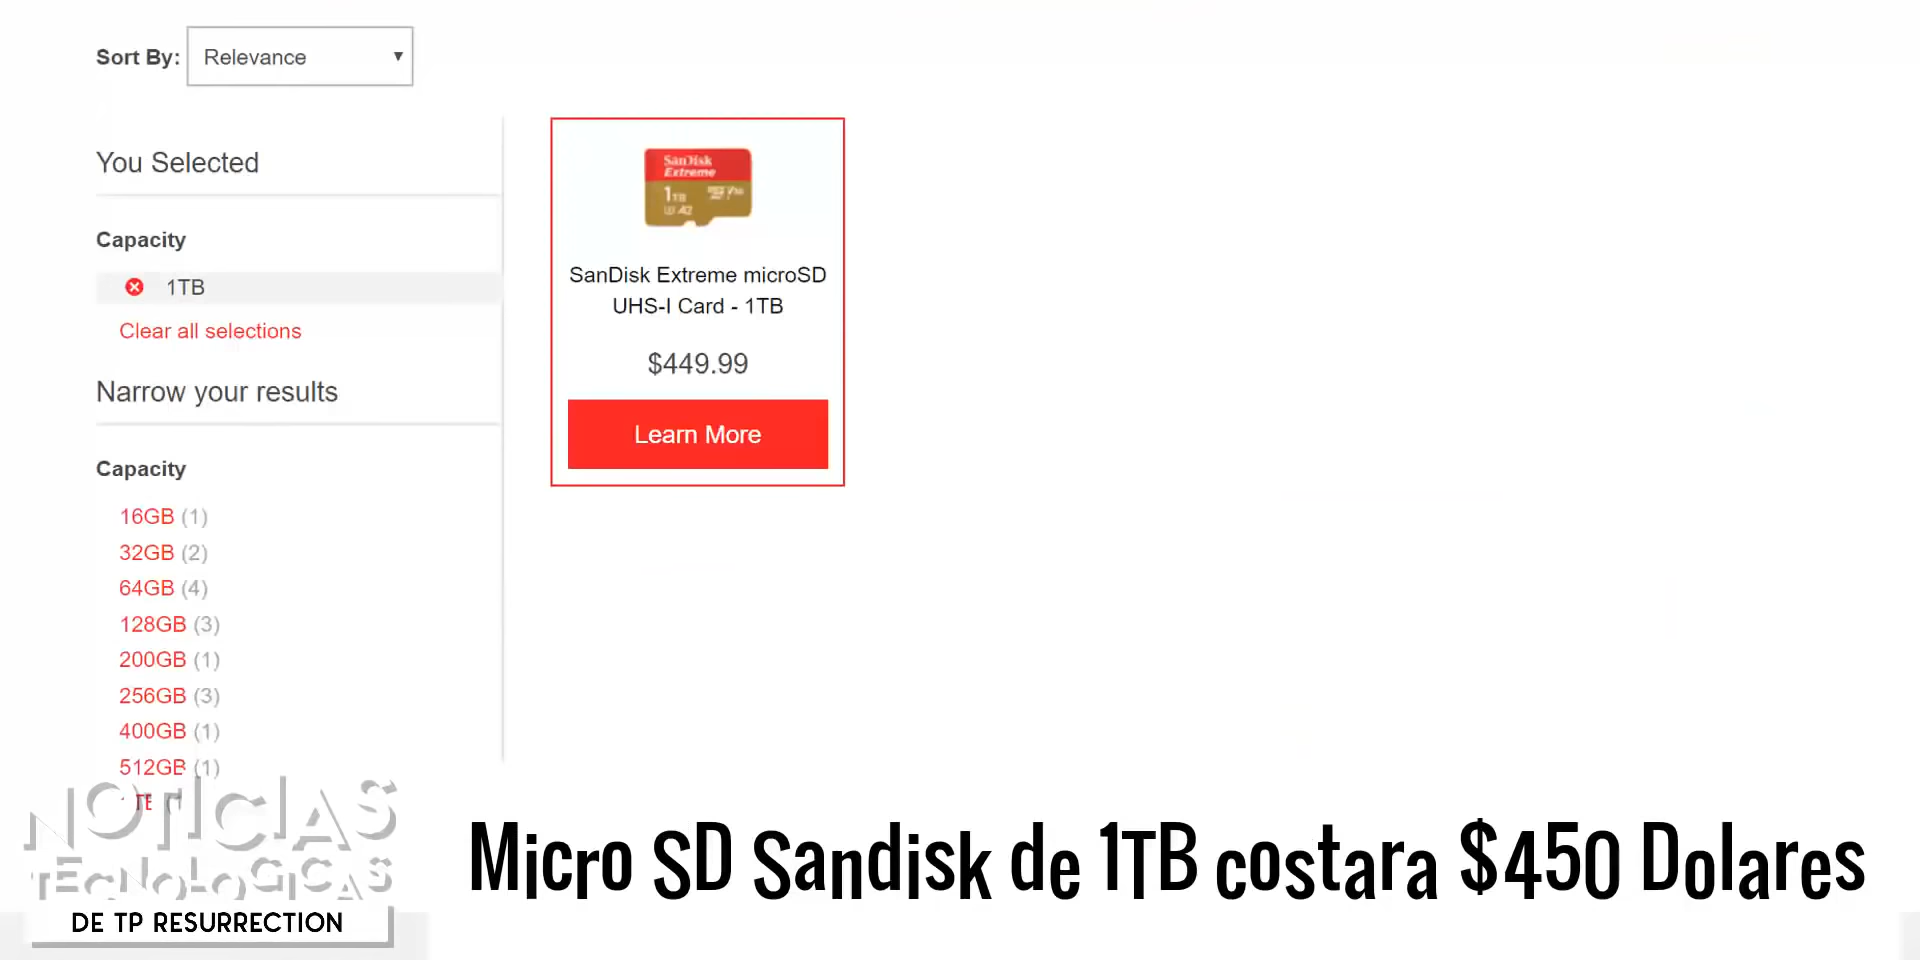 Sort By: Relevance
You Selected
Capacity
1TB
Clear all selections
Narrow your results
Capacity
16GB (1)
32GB (2)
64GB (4)
128GB (3)
200GB (1)
256GB (3)
400GB (1)
512GB (1)
SanDisk
Extreme
1TB
A2
SanDisk Extreme microSD
UHS-I Card - 1TB
$449.99
Learn More
NOTICIAS
TECNOLOGICAS
DE TP RESURRECTION
Micro SD Sandisk de 1TB costara $450 Dolares